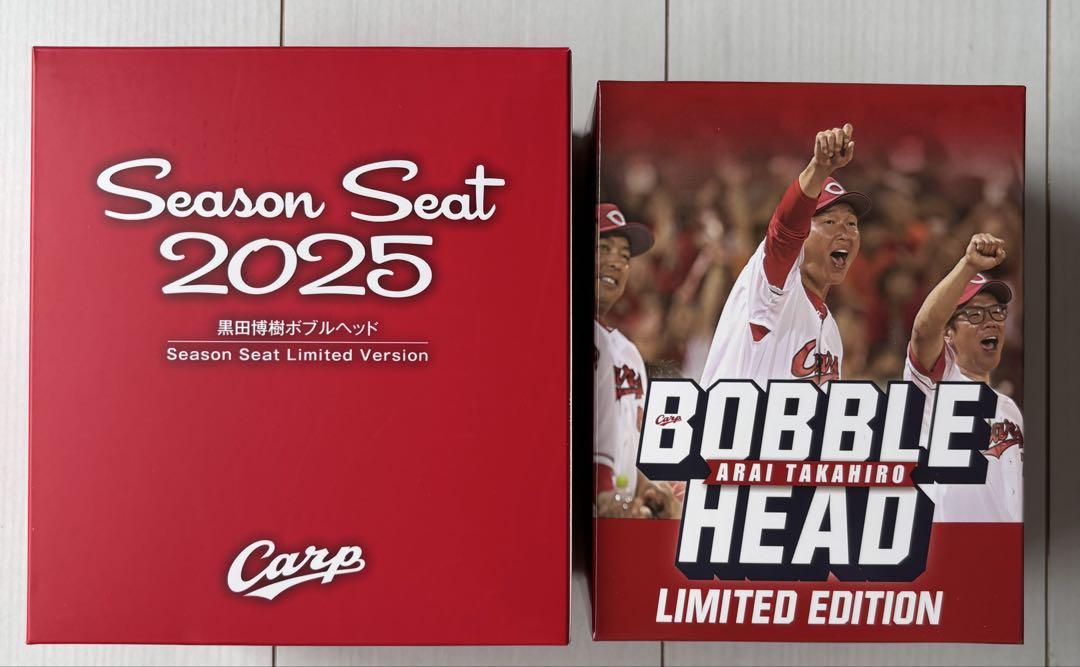 Season Seat
2025
黒田博樹ボブルヘッド
Season Seat Limited Version
Carp
Carp
BOBBLE
ARAI TAKAHIRO
HEAD
LIMITED EDITION